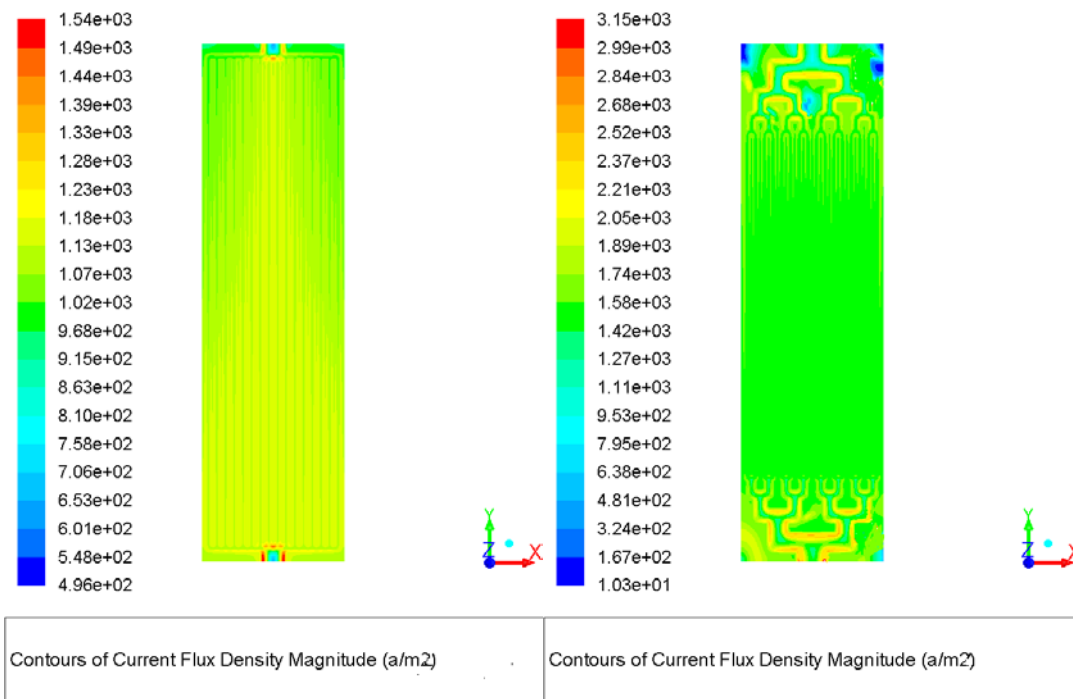 1.54e+03
1.49e+03
1.44e+03
1.39e+03
1.33e+03
1.28e+03
1.23e+03
1.18e+03
1.13e+03
1.07e+03
1.02e+03
9.68e+02
9.15e+02
8.63e+02
8.10e+02
7.58e+02
7.06e+02
6.53e+02
6.01e+02
5.48e+02
4.96e+02
Y
Z
X
Contours of Current Flux Density Magnitude (a/m2)
3.15e+03
2.99e+03
2.84e+03
2.68e+03
2.52e+03
2.37e+03
2.21e+03
2.05e+03
1.89e+03
1.74e+03
1.58e+03
1.42e+03
1.27e+03
1.11e+03
9.53e+02
7.95e+02
6.38e+02
4.81e+02
3.24e+02
1.67e+02
1.03e+01
Y
Z
X
Contours of Current Flux Density Magnitude (a/m2)